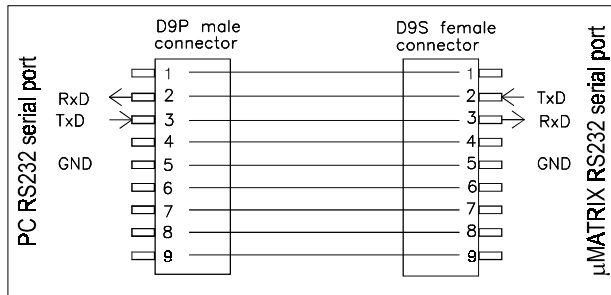 D9P male
connector
D9S female
connector
PC RS232 serial port
RxD
TxD
GND
1 1
2 2
3 3
4 4
5 5
6 6
7 7
8 8
9 9
TxD
RxD
GND
µMATRIX RS232 serial port